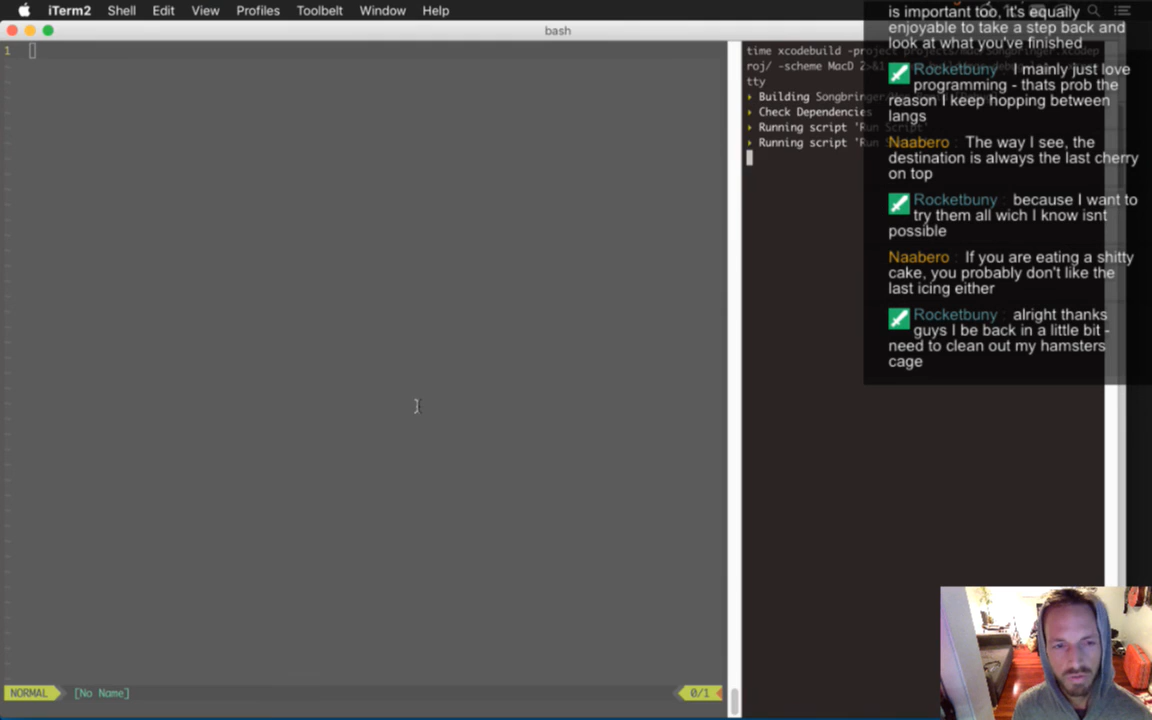 iTerm2 Shell Edit View Profiles Toolbelt Window Help
bash
1
time xcodebuild -project
roj/ -scheme MacD 2>&1
tty
Building Songbringer
Check Dependencies
Running script 'Run Script'
Running script 'Run
is important too, it's equally
enjoyable to take a step back and
look at what you've finished
Rocketbuny : I mainly just love
programming - thats prob the
reason I keep hopping between
langs
Naabero : The way I see, the
destination is always the last cherry
on top
Rocketbuny : because I want to
try them all wich I know isnt
possible
Naabero : If you are eating a shitty
cake, you probably don't like the
last icing either
Rocketbuny : alright thanks
guys I be back in a little bit -
need to clean out my hamsters
cage
NORMAL [No Name] 0/1